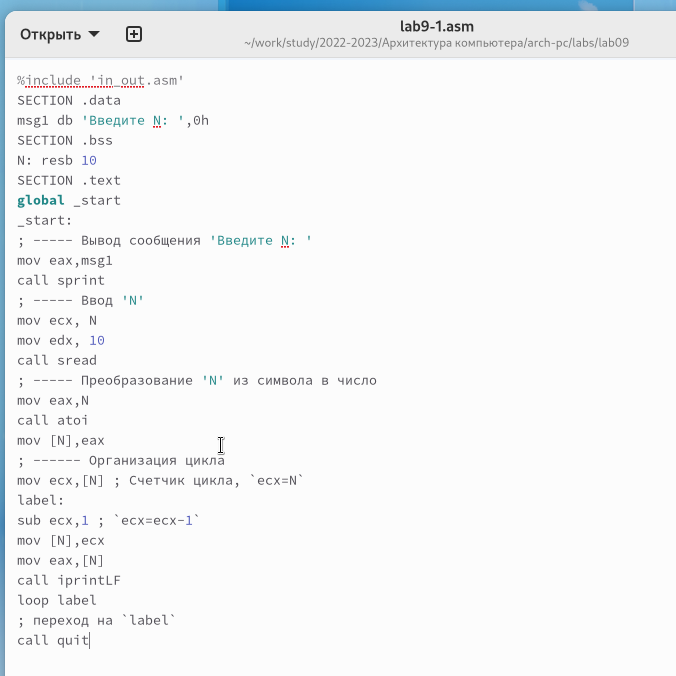 Открыть
lab9-1.asm
~/work/study/2022-2023/Архитектура компьютера/arch-pc/labs/lab09
%include 'in_out.asm'
SECTION .data
msg1 db 'Введите N: ',0h
SECTION .bss
N: resb 10
SECTION .text
global _start
_start:
; ----- Вывод сообщения 'Введите N: '
mov eax,msg1
call sprint
; ----- Ввод 'N'
mov ecx, N
mov edx, 10
call sread
; ----- Преобразование 'N' из символа в число
mov eax,N
call atoi
mov [N],eax
; ------ Организация цикла
mov ecx,[N] ; Счетчик цикла, `ecx=N`
label:
sub ecx,1 ; `ecx=ecx-1`
mov [N],ecx
mov eax,[N]
call iprintLF
loop label
; переход на `label`
call quit